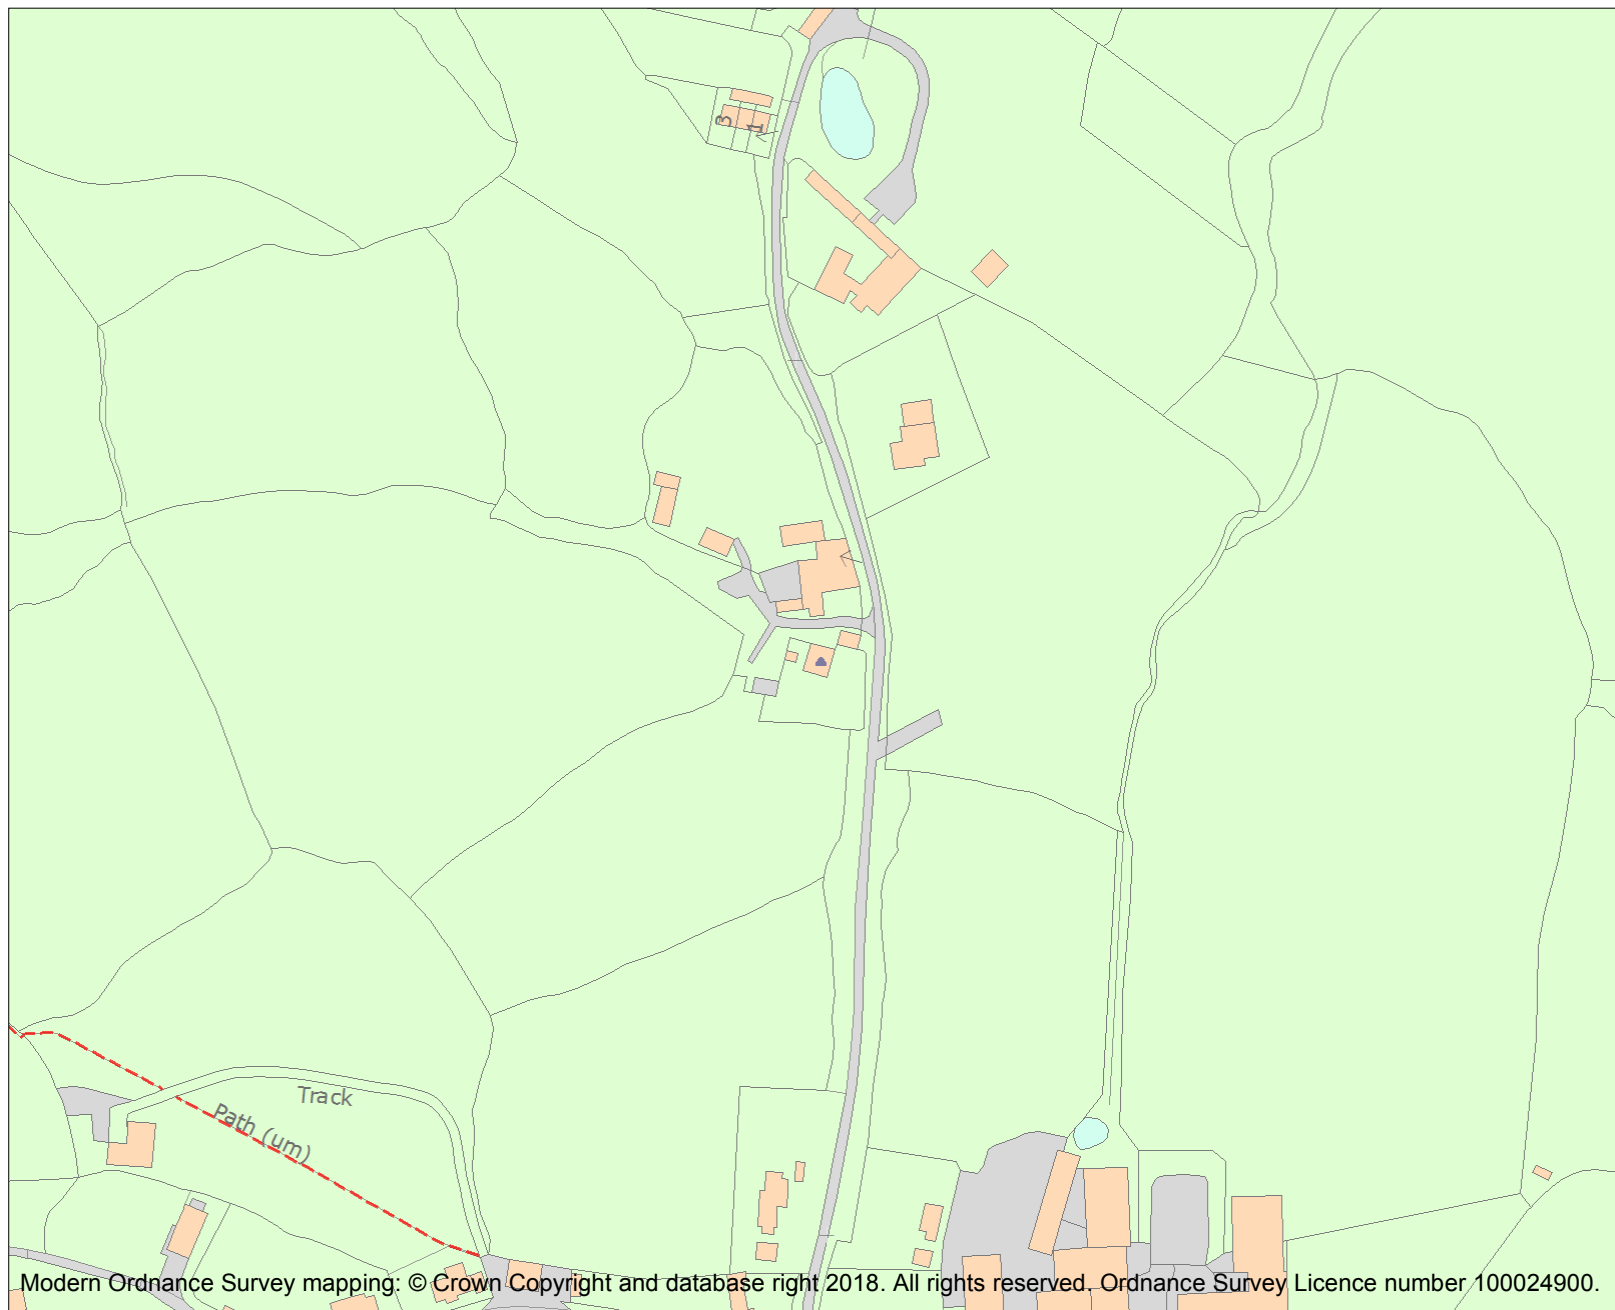 3
1
Track
Path (um)
Modern Ordnance Survey mapping: © Crown Copyright and database right 2018. All rights reserved. Ordnance Survey Licence number 100024900.